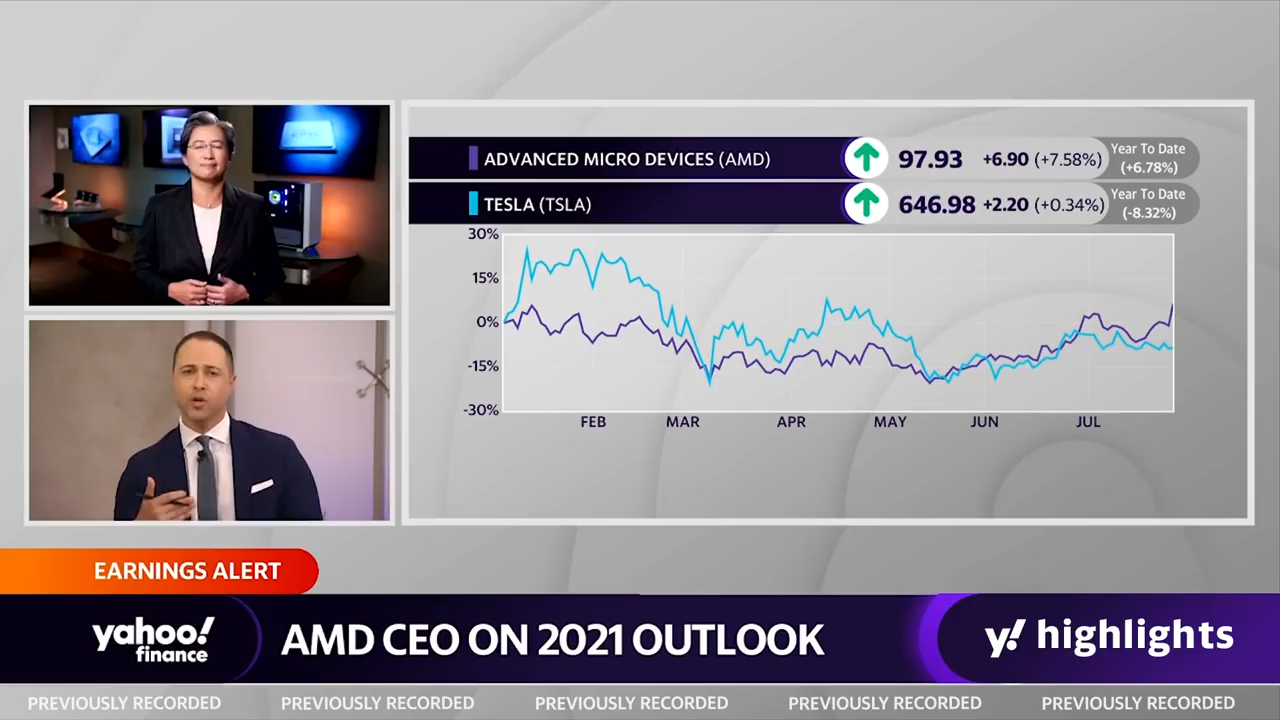 ADVANCED MICRO DEVICES (AMD) 97.93 +6.90 (+7.58%) Year To Date (+6.78%)
TESLA (TSLA) 646.98 +2.20 (+0.34%) Year To Date (-8.32%)
30%
15%
0%
-15%
-30%
FEB MAR APR MAY JUN JUL
EARNINGS ALERT
yahoo!
finance
AMD CEO ON 2021 OUTLOOK
y! highlights
PREVIOUSLY RECORDED PREVIOUSLY RECORDED PREVIOUSLY RECORDED PREVIOUSLY RECORDED PREVIOUSLY RECORDED